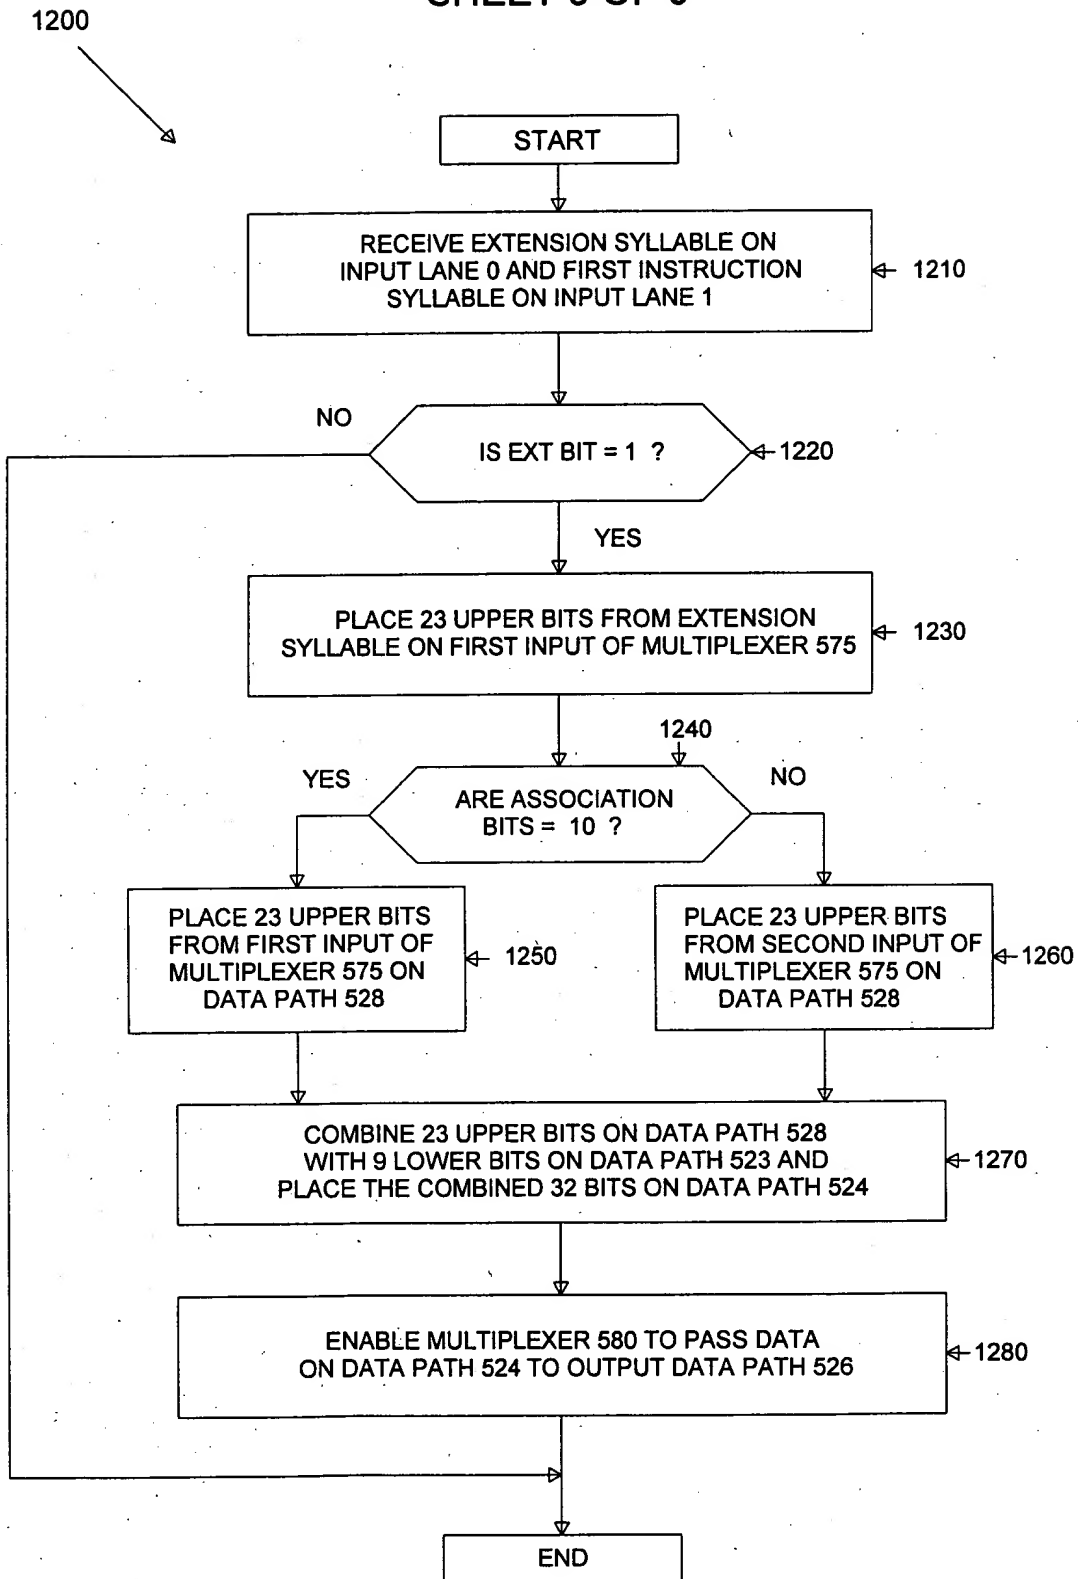 1200
START
RECEIVE EXTENSION SYLLABLE ON
INPUT LANE 0 AND FIRST INSTRUCTION
SYLLABLE ON INPUT LANE 1
1210
NO
IS EXT BIT = 1 ?
1220
YES
PLACE 23 UPPER BITS FROM EXTENSION
SYLLABLE ON FIRST INPUT OF MULTIPLEXER 575
1230
1240
YES
ARE ASSOCIATION
BITS = 10 ?
NO
PLACE 23 UPPER BITS
FROM FIRST INPUT OF
MULTIPLEXER 575 ON
DATA PATH 528
1250
PLACE 23 UPPER BITS
FROM SECOND INPUT OF
MULTIPLEXER 575 ON
DATA PATH 528
1260
COMBINE 23 UPPER BITS ON DATA PATH 528
WITH 9 LOWER BITS ON DATA PATH 523 AND
PLACE THE COMBINED 32 BITS ON DATA PATH 524
1270
ENABLE MULTIPLEXER 580 TO PASS DATA
ON DATA PATH 524 TO OUTPUT DATA PATH 526
1280
END